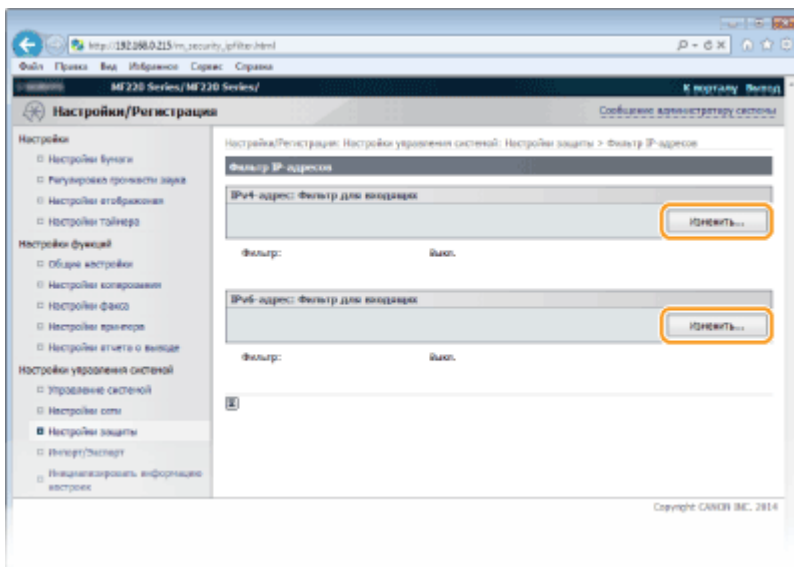 http://192.168.0.215/m_security_ipfilter.html
Файл Правка Вид Избранное Сервис Справка
MF220 Series/MF220 Series/
К порталу Выход
Настройки/Регистрация
Сообщение администратору системы
Настройки
Настройки бумаги
Регулировка громкости звука
Настройки отображения
Настройки таймера
Настройки функций
Общие настройки
Настройки копирования
Настройки факса
Настройки принтера
Настройки отчета о выводе
Настройки управления системой
Управление системой
Настройки сети
Настройки защиты
Импорт/Экспорт
Инициализировать информацию
настроек
Настройки/Регистрация: Настройки управления системой: Настройки защиты > Фильтр IP-адресов
Фильтр IP-адресов
IPv4-адрес: Фильтр для входящих
Изменить...
Фильтр: Выкл.
IPv6-адрес: Фильтр для входящих
Изменить...
Фильтр: Выкл.
Copyright CANON INC. 2014